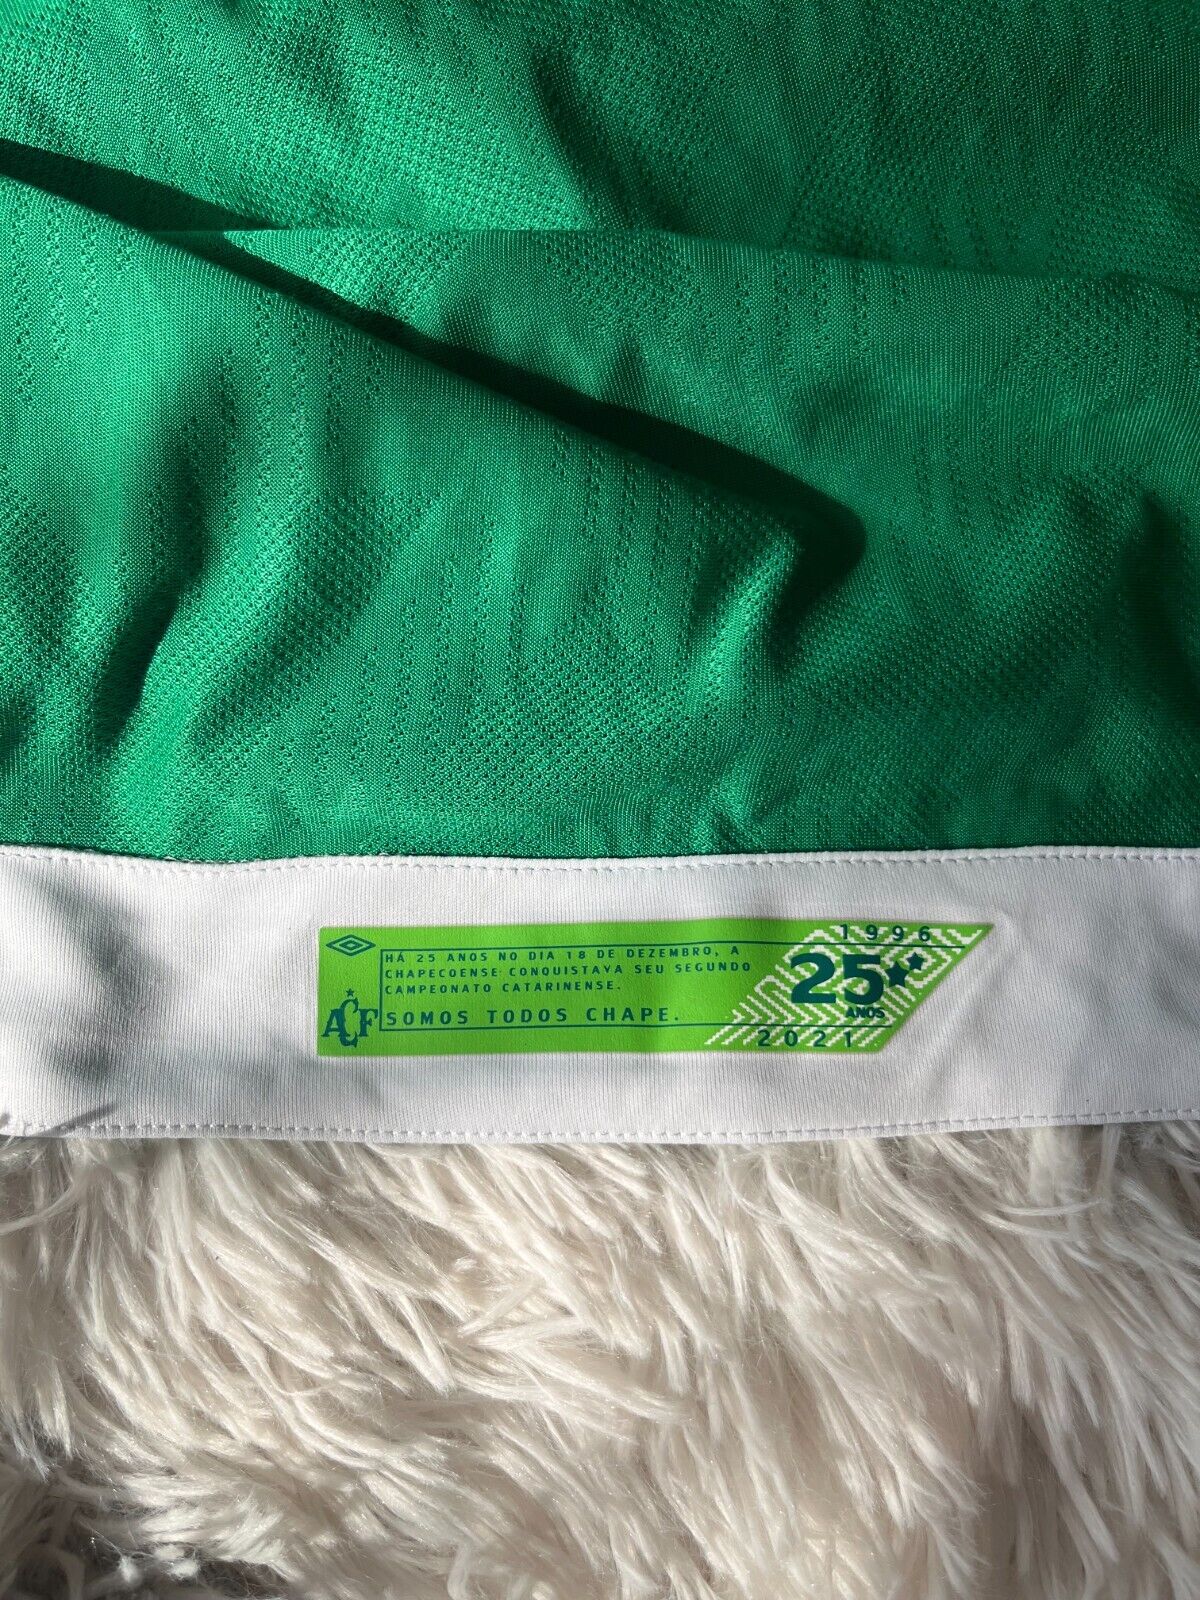 HÁ 25 ANOS NO DIA 18 DE DEZEMBRO, A
CHAPECOENSE CONQUISTAVA SEU SEGUNDO
CAMPEONATO CATARINENSE.
SOMOS TODOS CHAPE.
ACF
1996
25
ANOS
2021